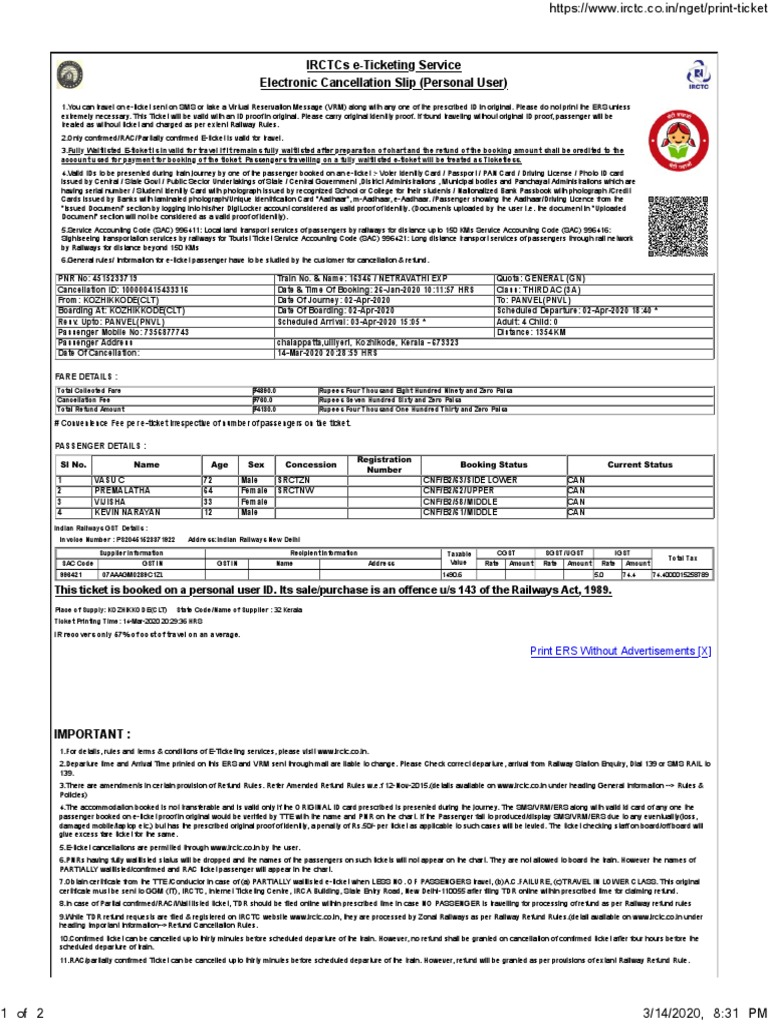 https://www.irctc.co.in/nget/print-ticket
IRCTCs e-Ticketing Service
Electronic Cancellation Slip (Personal User)
IRCTC
1.You can travel on e-ticket sent on SMS or take a Virtual Reservation Message (VRM) along with any one of the prescribed ID in original. Please do not print the ERS unless
extremely necessary. This Ticket will be valid with an ID proof in original. Please carry original identity proof. If found traveling without original ID proof, passenger will be
treated as without ticket and charged as per extent Railway Rules.
2.Only confirmed/RAC/Partially confirmed E-ticket is valid for travel.
3.Fully Waitlisted E-ticket is in valid for travel if it remains fully waitlisted after preparation of chart and the refund of the booking amount shall be credited to the
account used for payment for booking of the ticket. Passengers travelling on a fully waitlisted e-ticket will be treated as Ticketless.
4.Valid IDs to be presented during train journey by one of the passenger booked on an e-ticket :- Voter Identity Card / Passport / PAN Card / Driving License / Photo ID card
issued by Central / State Govt / Public Sector Undertakings of State / Central Government ,District Administrations , Municipal bodies and Panchayat Administrations which are
having serial number / Student Identity Card with photograph issued by recognized School or College for their students / Nationalized Bank Passbook with photograph /Credit
Cards issued by Banks with laminated photograph/Unique Identification Card "Aadhaar", m-Aadhaar, e-Aadhaar. /Passenger showing the Aadhaar/Driving Licence from the
"Issued Document" section by logging into his/her DigiLocker account considered as valid proof of identity. (Documents uploaded by the user i.e. the document in "Uploaded
Document" section will not be considered as a valid proof of identity).
5.Service Accounting Code (SAC) 996411: Local land transport services of passengers by railways for distance upto 150 KMs Service Accounting Code (SAC) 996416:
Sightseeing transportation services by railways for Tourist Ticket Service Accounting Code (SAC) 996421: Long distance transport services of passengers through rail network
by Railways for distance beyond 150 KMs
6.General rules/ Information for e-ticket passenger have to be studied by the customer for cancellation & refund.
PNR No: 4515233719 Train No. & Name: 16346 / NETRAVATHI EXP Quota: GENERAL (GN)
Cancellation ID: 100000415433316 Date & Time Of Booking: 26-Jan-2020 10:11:57 HRS Class: THIRD AC (3A)
From: KOZHIKKODE(CLT) Date Of Journey: 02-Apr-2020 To: PANVEL(PNVL)
Boarding At: KOZHIKKODE(CLT) Date Of Boarding: 02-Apr-2020 Scheduled Departure: 02-Apr-2020 18:40 *
Resv. Upto: PANVEL(PNVL) Scheduled Arrival: 03-Apr-2020 15:05 * Adult: 4 Child: 0
Passenger Mobile No: 7356877743 Distance: 1354KM
Passenger Address chalappatta,ulliyeri, Kozhikode, Kerala - 673323
Date Of Cancellation: 14-Mar-2020 20:28:59 HRS
FARE DETAILS :
Total Collected Fare ₹4890.0 Rupees Four Thousand Eight Hundred Ninety and Zero Paisa
Cancellation Fee ₹760.0 Rupees Seven Hundred Sixty and Zero Paisa
Total Refund Amount ₹4130.0 Rupees Four Thousand One Hundred Thirty and Zero Paisa
# Convenience Fee per e-ticket irrespective of number of passengers on the ticket.
PASSENGER DETAILS :
Sl No. Name Age Sex Concession Registration Number Booking Status Current Status
1 VASU C 72 Male SRCTZN CNF/B2/63/SIDE LOWER CAN
2 PREMALATHA 64 Female SRCTNW CNF/B2/62/UPPER CAN
3 VIJISHA 33 Female CNF/B2/58/MIDDLE CAN
4 KEVIN NARAYAN 12 Male CNF/B2/61/MIDDLE CAN
Indian Railways GST Details :
Invoice Number : PS20451523371922 Address: Indian Railways New Delhi
Supplier Information Recipient Information Taxable Value CGST SGST/UGST IGST Total Tax
SAC Code GSTIN GSTIN Name Address Rate Amount Rate Amount Rate Amount
996421 07AAAGM0289C1ZL 1490.6 5.0 74.4 74.4000015258789
This ticket is booked on a personal user ID. Its sale/purchase is an offence u/s 143 of the Railways Act, 1989.
Place of Supply: KOZHIKKODE(CLT) State Code/Name of Supplier : 32 Kerala
Ticket Printing Time : 14-Mar-2020 20:29:36 HRS
IR recovers only 57% of cost of travel on an average.
Print ERS Without Advertisements [X]
IMPORTANT :
1.For details, rules and terms & conditions of E-Ticketing services, please visit www.irctc.co.in.
2.Departure time and Arrival Time printed on this ERS and VRM sent through mail are liable to change. Please Check correct departure, arrival from Railway Station Enquiry, Dial 139 or SMS RAIL to
139.
3.There are amendments in certain provision of Refund Rules. Refer Amended Refund Rules w.e.f 12-Nov-2015.(details available on www.irctc.co.in under heading General Information --> Rules &
Policies)
4.The accommodation booked is not transferable and is valid only if the ORIGINAL ID card prescribed is presented during the journey. The SMS/VRM/ERS along with valid id card of any one the
passenger booked on e-ticket proof in original would be verified by TTE with the name and PNR on the chart. If the Passenger fail to produce/display SMS/VRM/ERS due to any eventuality(loss,
damaged mobile/laptop etc.) but has the prescribed original proof of identity, a penalty of Rs.50/- per ticket as applicable to such cases will be levied. The ticket checking staff on board/off board will
give excess fare ticket for the same.
5.E-ticket cancellations are permitted through www.irctc.co.in by the user.
6.PNRs having fully waitlisted status will be dropped and the names of the passengers on such tickets will not appear on the chart. They are not allowed to board the train. However the names of
PARTIALLY waitlisted/confirmed and RAC ticket passenger will appear in the chart.
7.Obtain certificate from the TTE/Conductor in case of (a) PARTIALLY waitlisted e-ticket when LESS NO. OF PASSENGERS travel, (b)A.C.FAILURE, (c)TRAVEL IN LOWER CLASS. This original
certificate must be sent to GGM (IT), IRCTC, Internet Ticketing Centre, IRCA Building, State Entry Road, New Delhi-110055 after filing TDR online within prescribed time for claiming refund.
8.In case of Partial confirmed/RAC/Waitlisted ticket, TDR should be filed online within prescribed time in case NO PASSENGER is travelling for processing of refund as per Railway refund rules
9.While TDR refund requests are filed & registered on IRCTC website www.irctc.co.in, they are processed by Zonal Railways as per Railway Refund Rules.(detail available on www.irctc.co.in under
heading Important Information--> Refund Cancellation Rules.
10.Confirmed ticket can be cancelled upto thirty minutes before scheduled departure of the train. However, no refund shall be granted on cancellation of confirmed ticket after four hours before the
scheduled departure of train.
11.RAC/partially confirmed Ticket can be cancelled upto thirty minutes before scheduled departure of the train. However, refund will be granted as per provisions of extant Railway Refund Rule.
1 of 2
3/14/2020, 8:31 PM